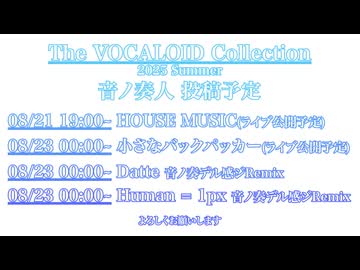 The VOCALOID Collection
2025 Summer
音ノ奏人 投稿予定
08/21 19:00~ HOUSE MUSIC(ライブ公開予定)
08/23 00:00~ 小さなバックパッカー(ライブ公開予定)
08/23 00:00~ Datte 音ノ奏デル感ジRemix
08/23 00:00~ Human = 1px 音ノ奏デル感ジRemix
よろしくお願いします